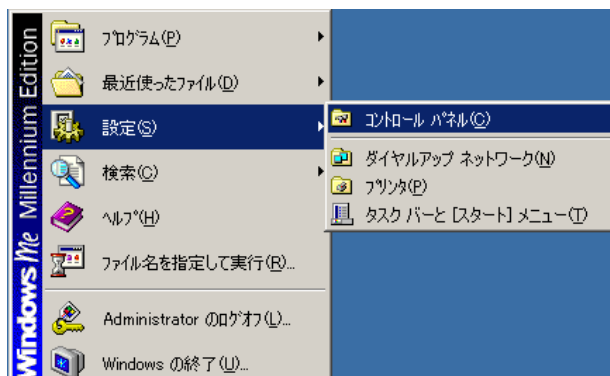 Windows Me Millennium Edition
ﾌﾟﾛｸﾞﾗﾑ(P)
最近使ったﾌｧｲﾙ(D)
設定(S)
検索(C)
ﾍﾙﾌﾟ(H)
ﾌｧｲﾙ名を指定して実行(R)...
Administrator のﾛｸﾞｵﾌ(L)...
Windows の終了(U)...
ｺﾝﾄﾛｰﾙ ﾊﾟﾈﾙ(C)
ダイヤルアップ ネットワーク(N)
ﾌﾟﾘﾝﾀ(P)
タスク バーと [スタート] メニュー(T)